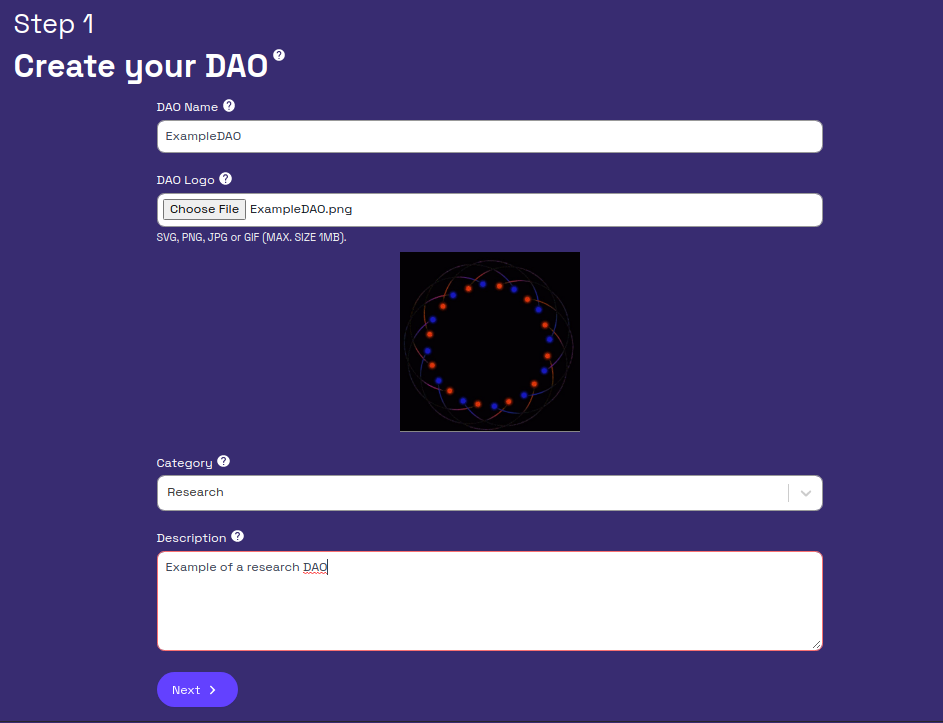 Step 1
Create your DAO
DAO Name
ExampleDAO
DAO Logo
Choose File ExampleDAO.png
SVG, PNG, JPG or GIF (MAX. SIZE 1MB).
Category
Research
Description
Example of a research DAO
Next